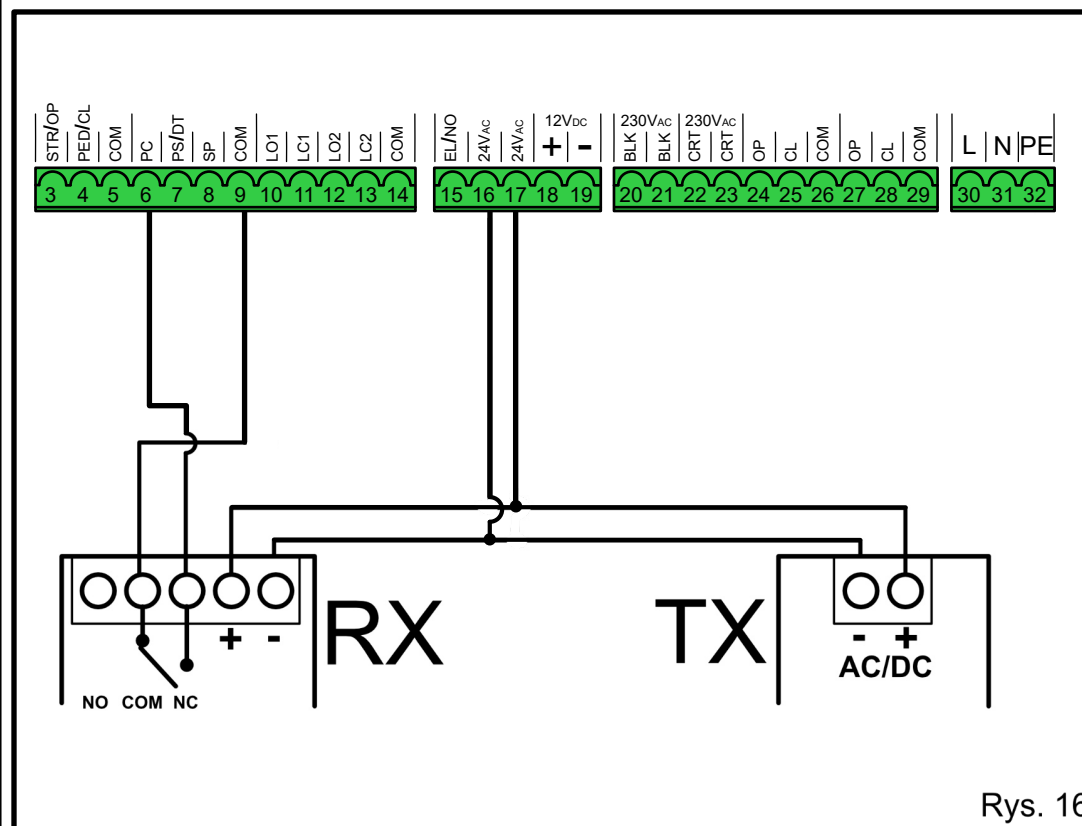 STR/OP PED/CL COM PC PS/DT SP COM LO1 LC1 LO2 LC2 COM
3 4 5 6 7 8 9 10 11 12 13 14
12VDC
EL/NO 24VAC 24VAC + -
15 16 17 18 19
230VAC 230VAC
BLK BLK CRT CRT OP CL COM OP CL COM
20 21 22 23 24 25 26 27 28 29
L N PE
30 31 32
+ -
NO COM NC
RX
TX
- +
AC/DC
Rys. 16